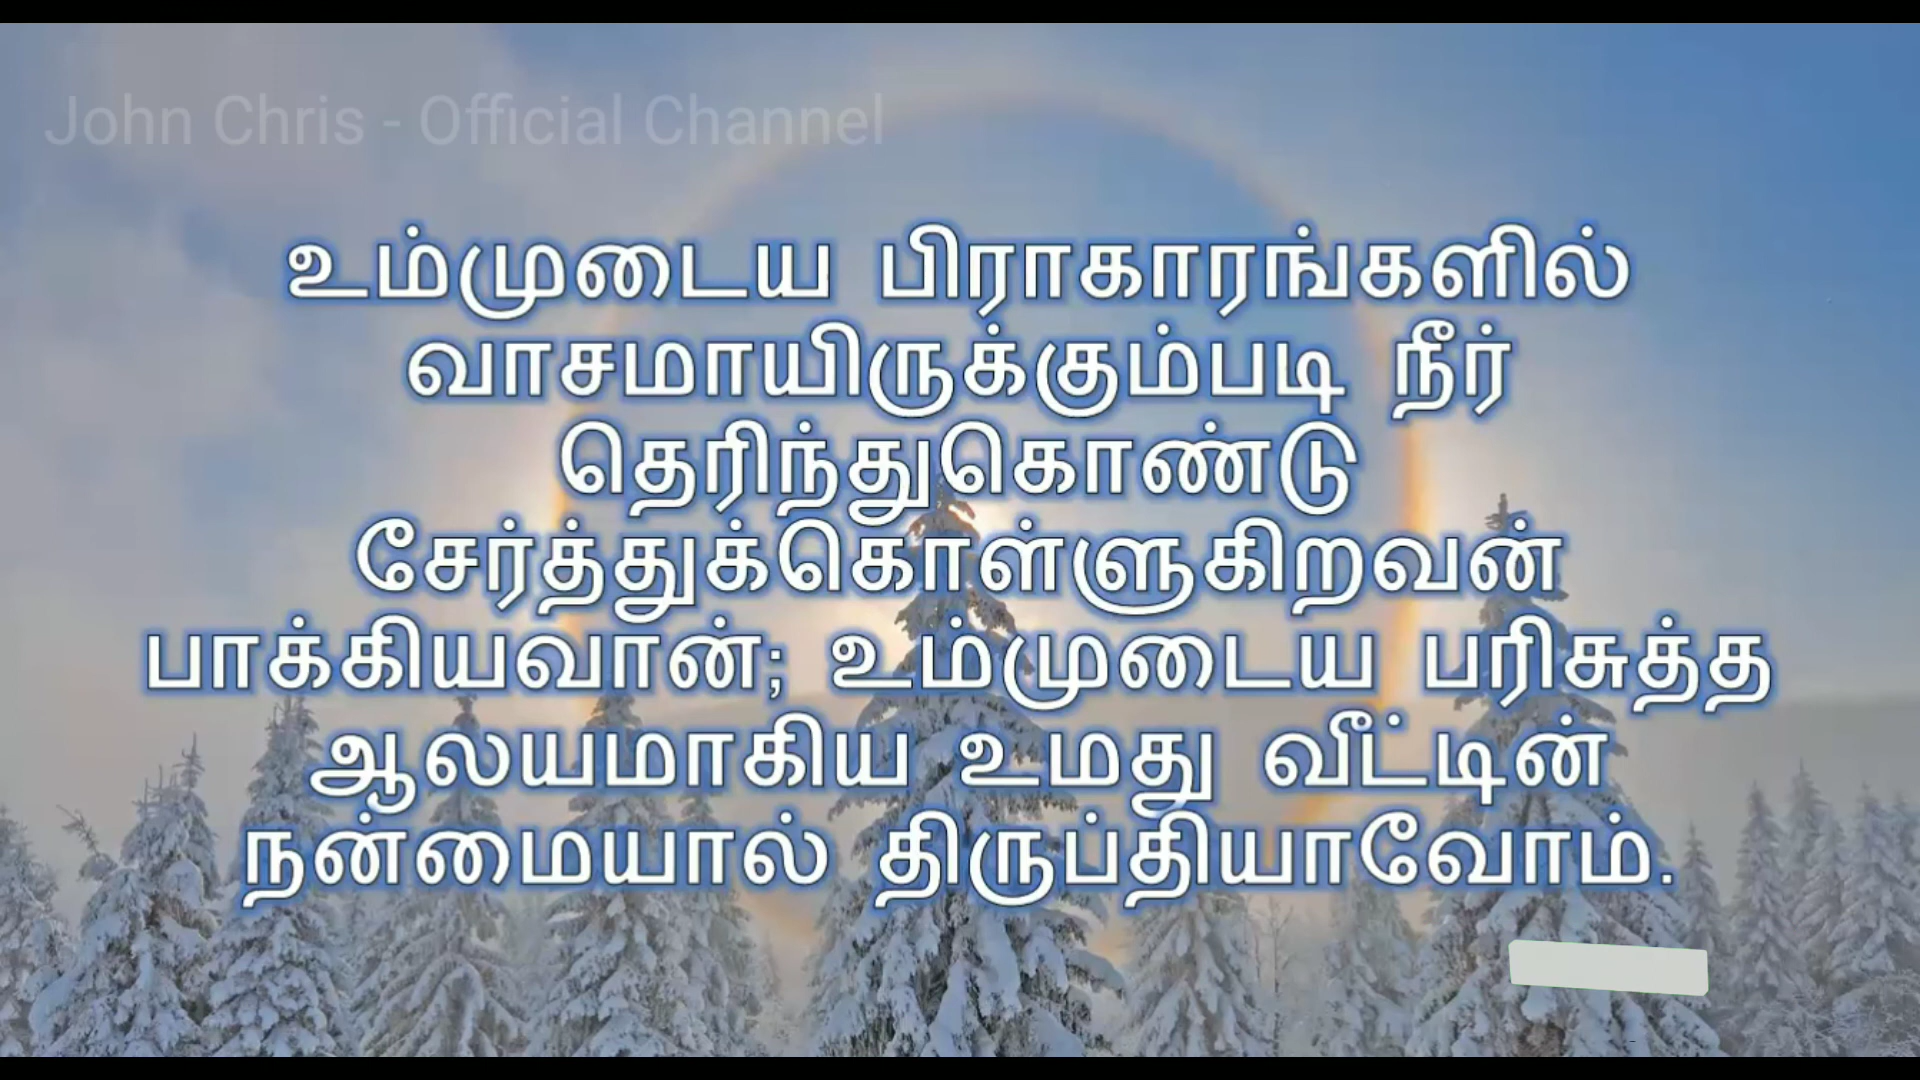 John Chris - Official Channel
உம்முடைய பிராகாரங்களில்
வாசமாயிருக்கும்படி நீர்
தெரிந்துகொண்டு
சேர்த்துக்கொள்ளுகிறவன்
பாக்கியவான்; உம்முடைய பரிசுத்த
ஆலயமாகிய உமது வீட்டின்
நன்மையால் திருப்தியாவோம்.